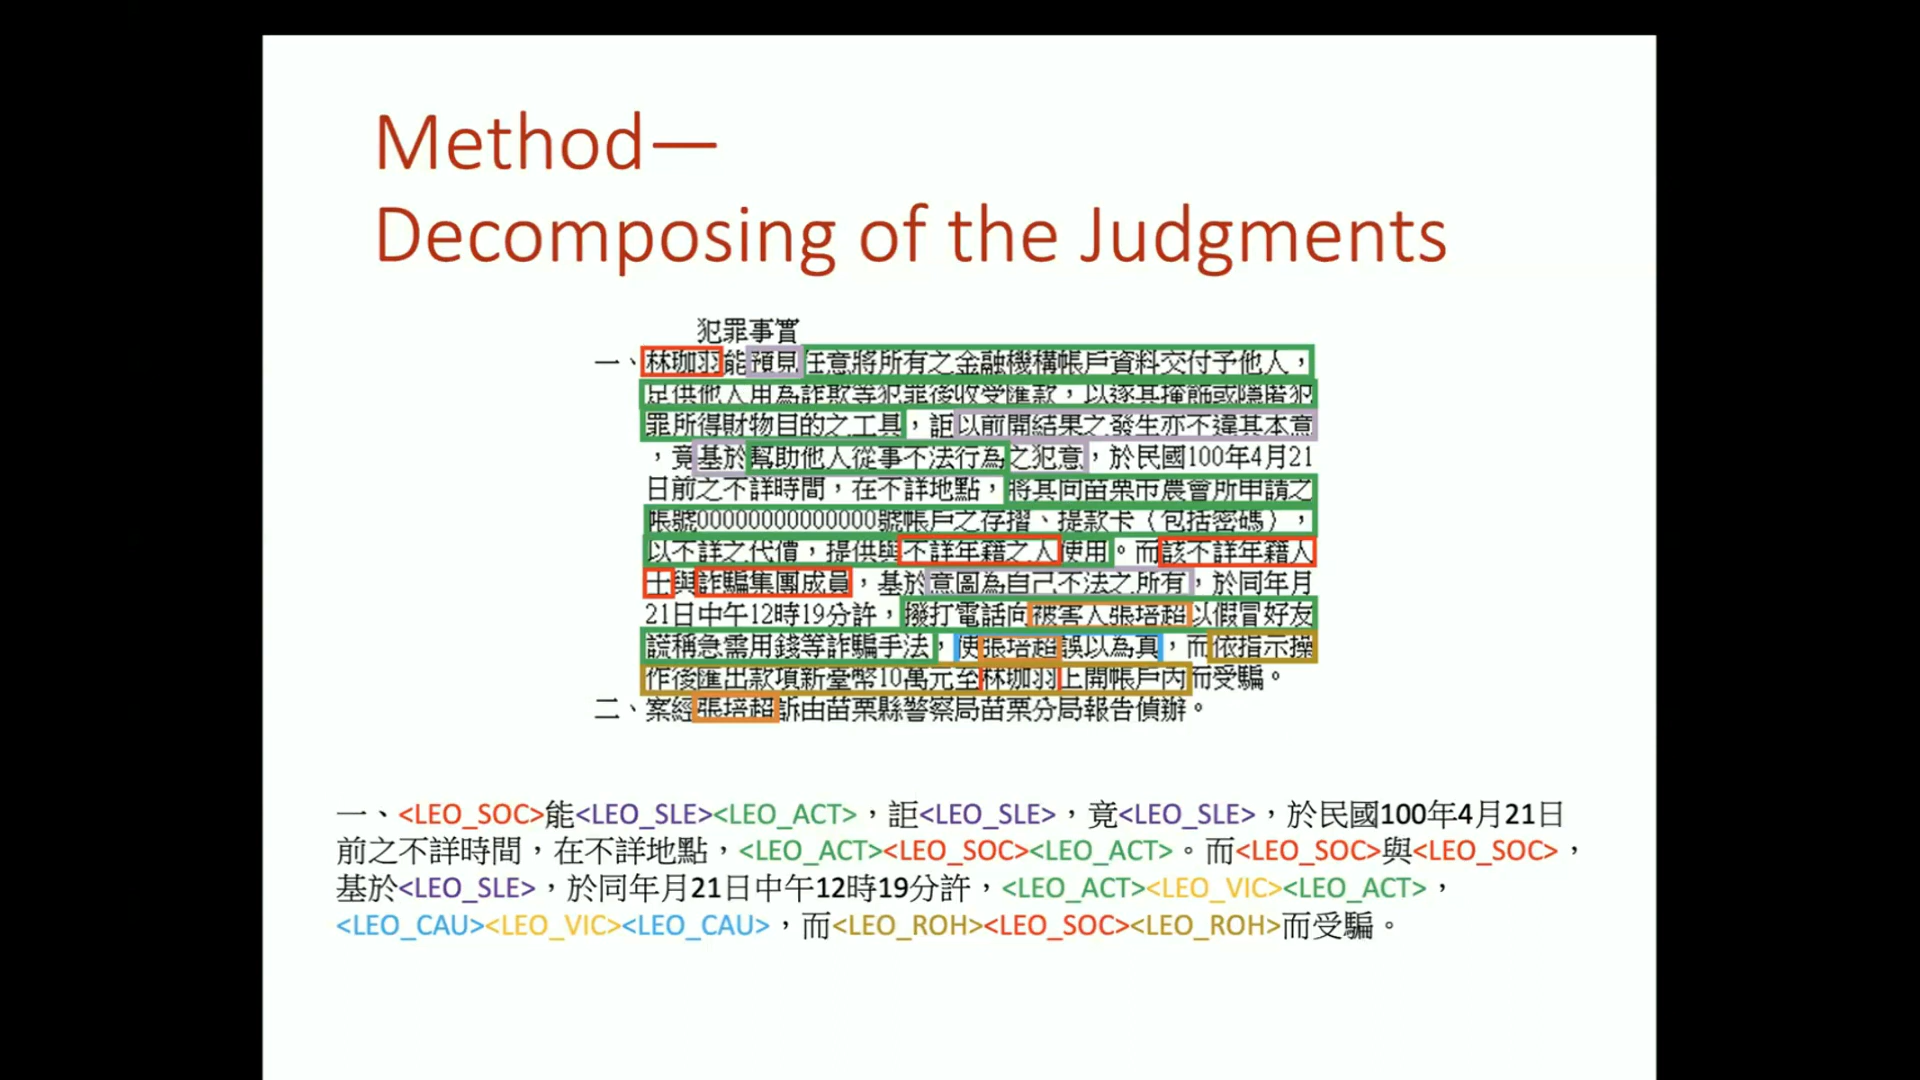 Method—
Decomposing of the Judgments
犯罪事實
一、林珈羽能預見任意將所有之金融機構帳戶資料交付予他人，
足供他人用為詐欺等犯罪後收受匯款，以遂其掩飾或隱匿犯
罪所得財物目的之工具，詎以前開結果之發生亦不違其本意
，竟基於幫助他人從事不法行為之犯意，於民國100年4月21
日前之不詳時間，在不詳地點，將其向苗栗市農會所申請之
帳號00000000000000號帳戶之存摺、提款卡（包括密碼），
以不詳之代價，提供與不詳年籍之人使用。而該不詳年籍人
士與詐騙集團成員，基於意圖為自己不法之所有，於同年月
21日中午12時19分許，撥打電話向被害人張培超以假冒好友
謊稱急需用錢等詐騙手法，使張培超誤以為真，而依指示操
作後匯出款項新臺幣10萬元至林珈羽上開帳戶內而受騙。
二、案經張培超訴由苗栗縣警察局苗栗分局報告偵辦。
一、<LEO_SOC>能<LEO_SLE><LEO_ACT>，詎<LEO_SLE>，竟<LEO_SLE>，於民國100年4月21日
前之不詳時間，在不詳地點，<LEO_ACT><LEO_SOC><LEO_ACT>。而<LEO_SOC>與<LEO_SOC>，
基於<LEO_SLE>，於同年月21日中午12時19分許，<LEO_ACT><LEO_VIC><LEO_ACT>，
<LEO_CAU><LEO_VIC><LEO_CAU>，而<LEO_ROH><LEO_SOC><LEO_ROH>而受騙。